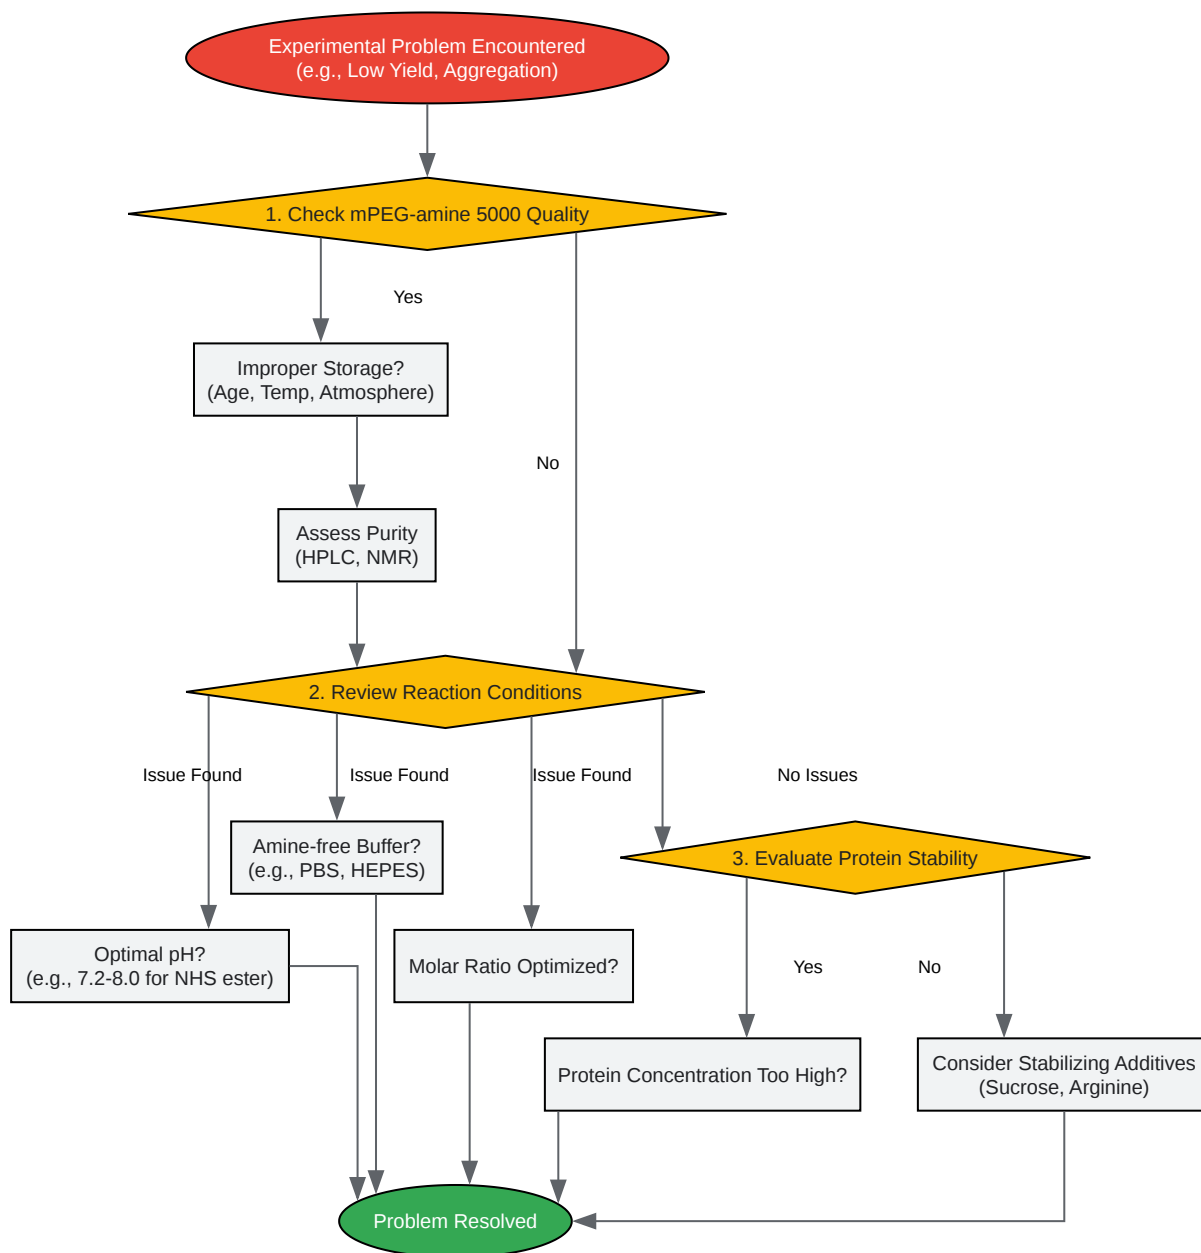 Experimental Problem Encountered
(e.g., Low Yield, Aggregation)
1. Check mPEG-amine 5000 Quality
Yes
Improper Storage?
(Age, Temp, Atmosphere)
No
Assess Purity
(HPLC, NMR)
2. Review Reaction Conditions
Issue Found
Issue Found
Issue Found
No Issues
Amine-free Buffer?
(e.g., PBS, HEPES)
3. Evaluate Protein Stability
Optimal pH?
(e.g., 7.2-8.0 for NHS ester)
Molar Ratio Optimized?
Yes
No
Protein Concentration Too High?
Consider Stabilizing Additives
(Sucrose, Arginine)
Problem Resolved